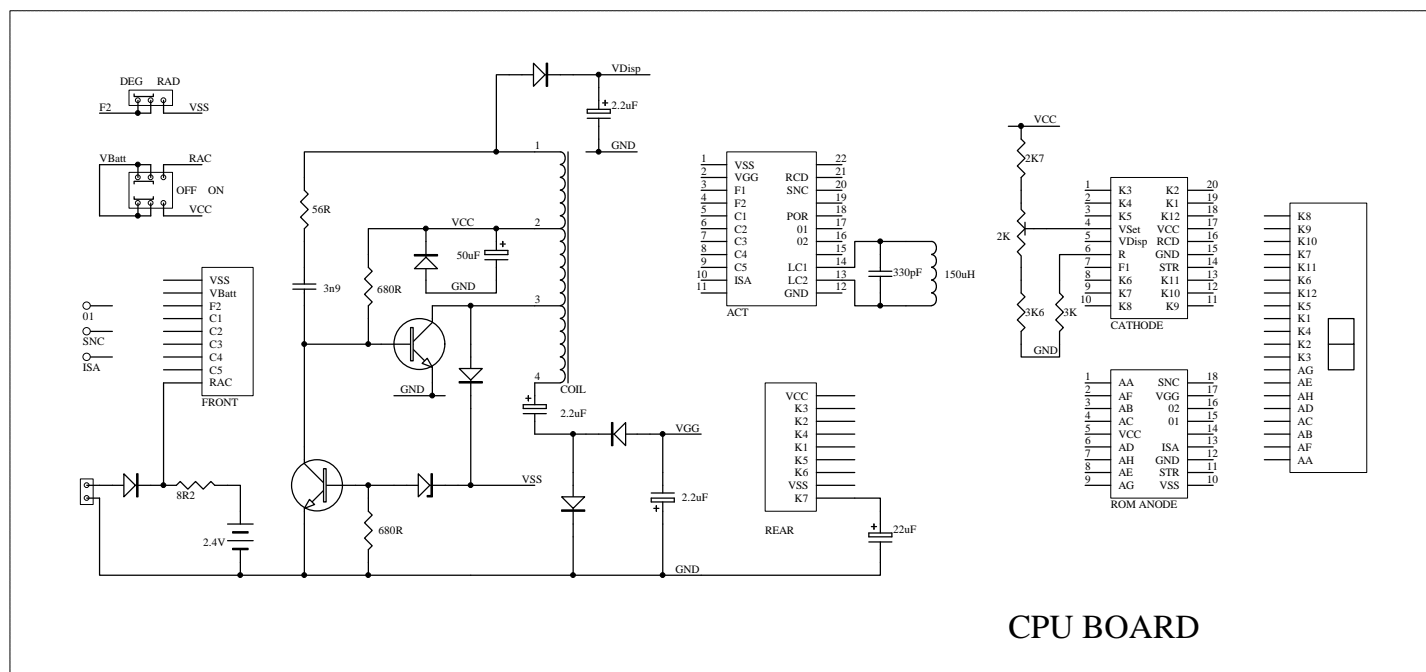 DEG RAD
F2 VSS
VBatt RAC
OFF ON
VCC
VSS
VBatt
F2
C1
C2
C3
C4
C5
RAC
FRONT
01
SNC
ISA
8R2
2.4V
VDisp
2.2uF
GND
1
56R
VCC 2
50uF
680R
GND
3n9
3
GND
4
COIL
2.2uF
VGG
VSS
680R
2.2uF
GND
1 VSS 22
2 VGG RCD 21
3 F1 SNC 20
4 F2 19
5 C1 POR 18
6 C2 01 17
7 C3 02 16
8 C4 15
9 C5 LC1 14
10 ISA LC2 13
11 GND 12
ACT
330pF
150uH
VCC
K3
K2
K4
K1
K5
K6
VSS
K7
REAR
22uF
VCC
2K7
2K
3K6
3K
GND
1 K3 K2 20
2 K4 K1 19
3 K5 K12 18
4 VSet VCC 17
5 VDisp RCD 16
6 R GND 15
7 F1 STR 14
8 K6 K11 13
9 K7 K10 12
10 K8 K9 11
CATHODE
1 AA SNC 18
2 AF VGG 17
3 AB 02 16
4 AC 01 15
5 VCC 14
6 AD ISA 13
7 AH GND 12
8 AE STR 11
9 AG VSS 10
ROM ANODE
K8
K9
K10
K7
K11
K6
K12
K5
K1
K4
K2
K3
AG
AE
AH
AD
AC
AB
AF
AA
CPU BOARD